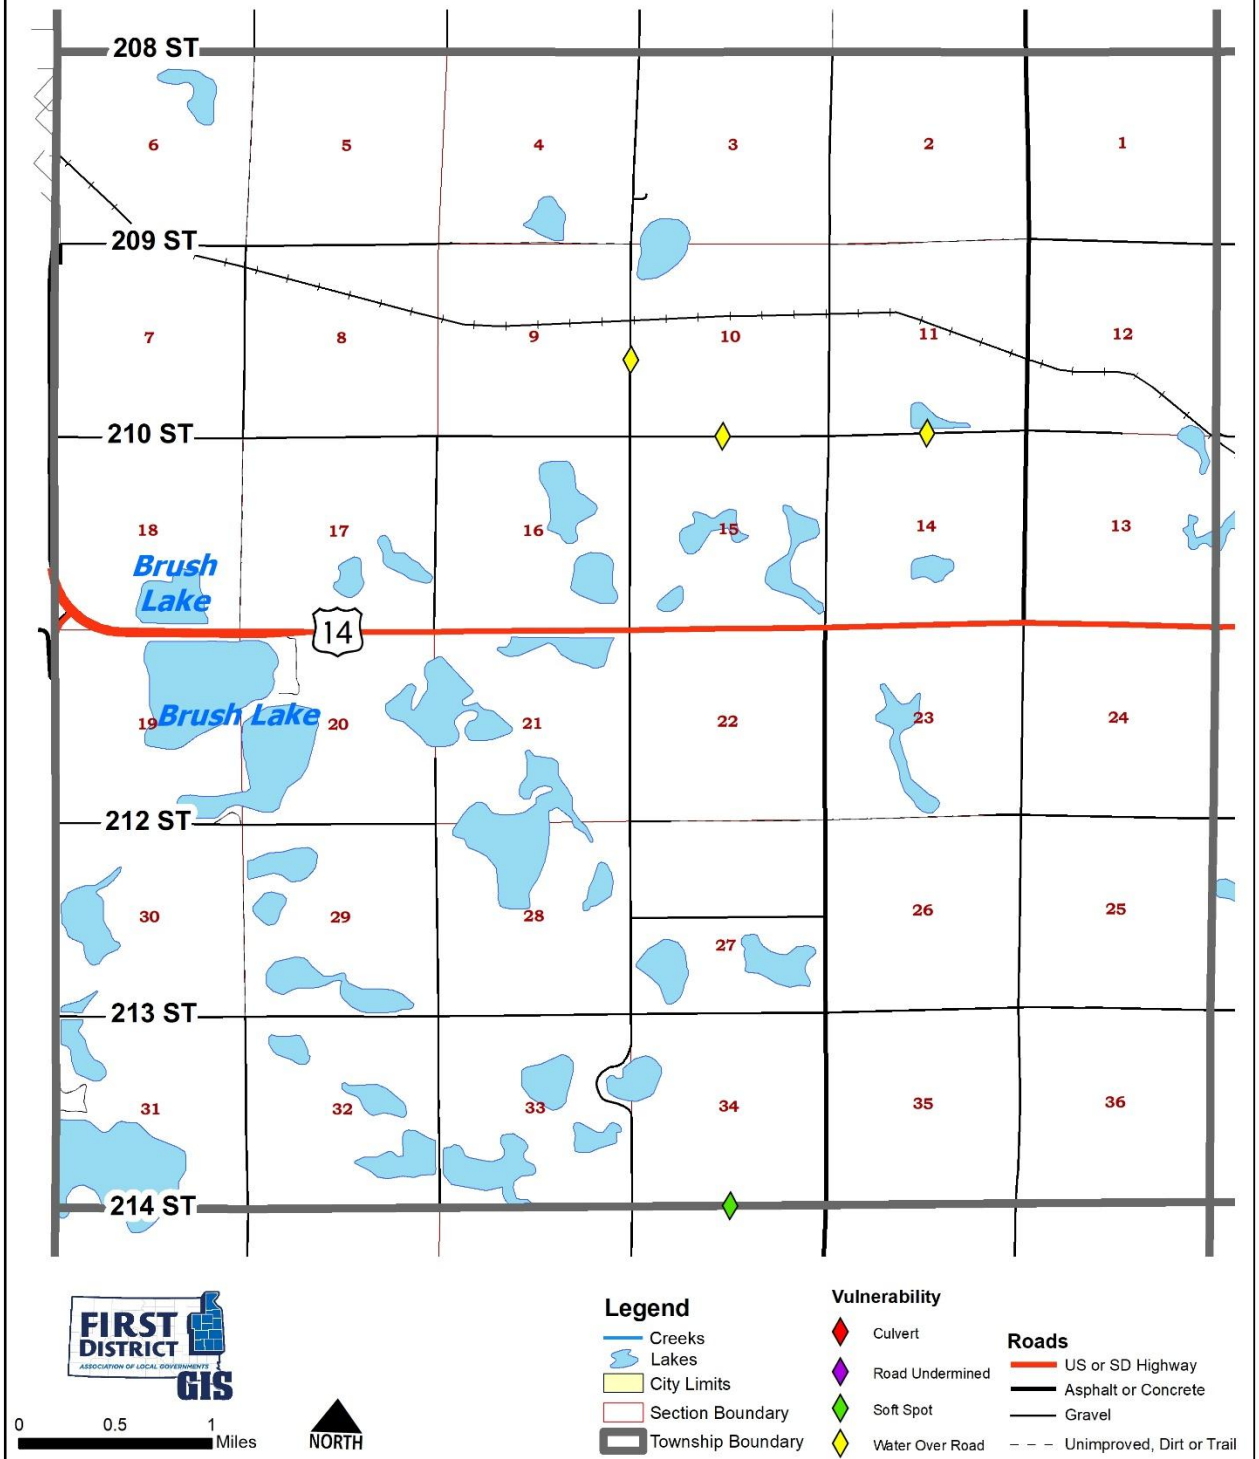 208 ST
6 5 4 3 2 1
209 ST
7 8 9 10 11 12
210 ST
18 17 16 15 14 13
Brush
Lake
14
Brush Lake
19 20 21 22 23 24
212 ST
30 29 28 27 26 25
213 ST
31 32 33 34 35 36
214 ST
FIRST
DISTRICT
ASSOCIATION OF LOCAL GOVERNMENTS
GIS
0 0.5 1
Miles
NORTH
Legend
Creeks
Lakes
City Limits
Section Boundary
Township Boundary
Vulnerability
Culvert
Road Undermined
Soft Spot
Water Over Road
Roads
US or SD Highway
Asphalt or Concrete
Gravel
Unimproved, Dirt or Trail